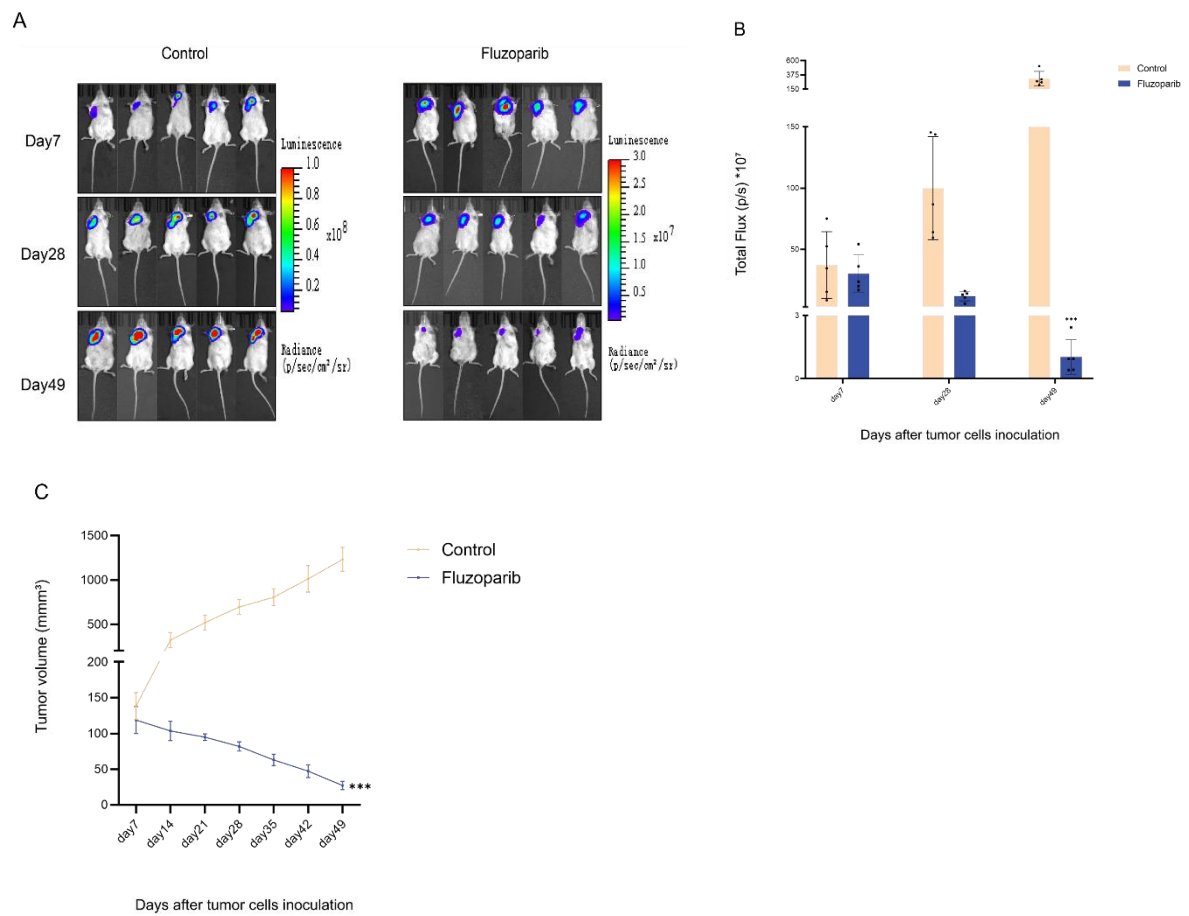 A
Control
Fluzoparib
Day7
Day28
Day49
Luminescence
1.0
0.8
0.6
x10⁸
0.4
0.2
Radiance
(p/sec/cm²/sr)
Luminescence
3.0
2.5
2.0
1.5
x10⁷
1.0
0.5
Radiance
(p/sec/cm²/sr)
B
Control
Fluzoparib
Total Flux (p/s) *10⁷
600
375
150
150
100
50
3
0
***
day7
day28
day49
Days after tumor cells inoculation
C
Control
Fluzoparib
Tumor volume (mmm³)
1500
1000
500
200
150
100
50
0
***
day7
day14
day21
day28
day35
day42
day49
Days after tumor cells inoculation